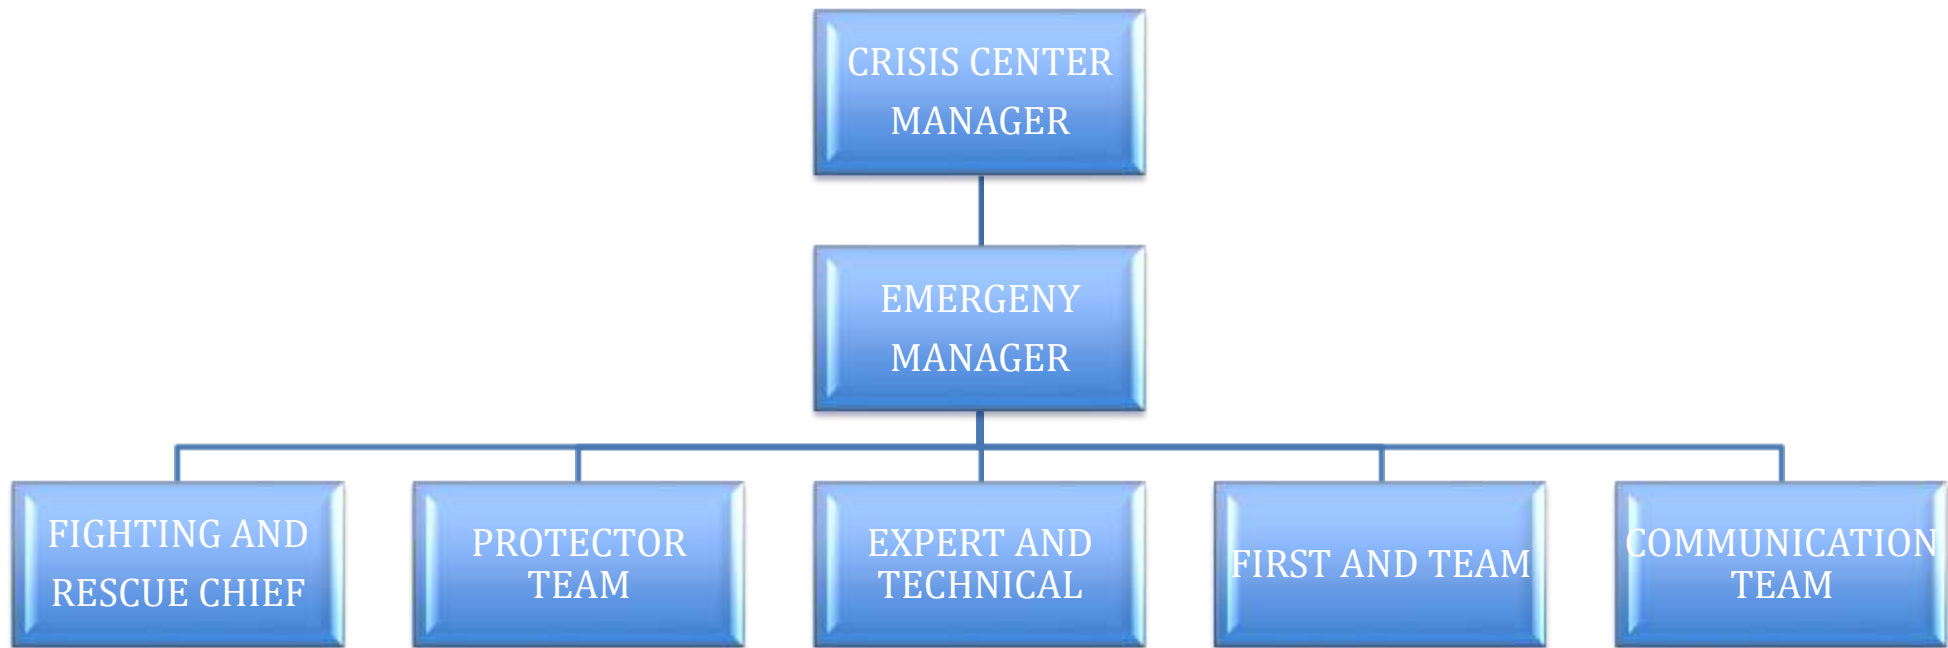 CRISIS CENTER
MANAGER
EMERGENY
MANAGER
FIGHTING AND
RESCUE CHIEF
PROTECTOR
TEAM
EXPERT AND
TECHNICAL
FIRST AND TEAM
COMMUNICATION
TEAM